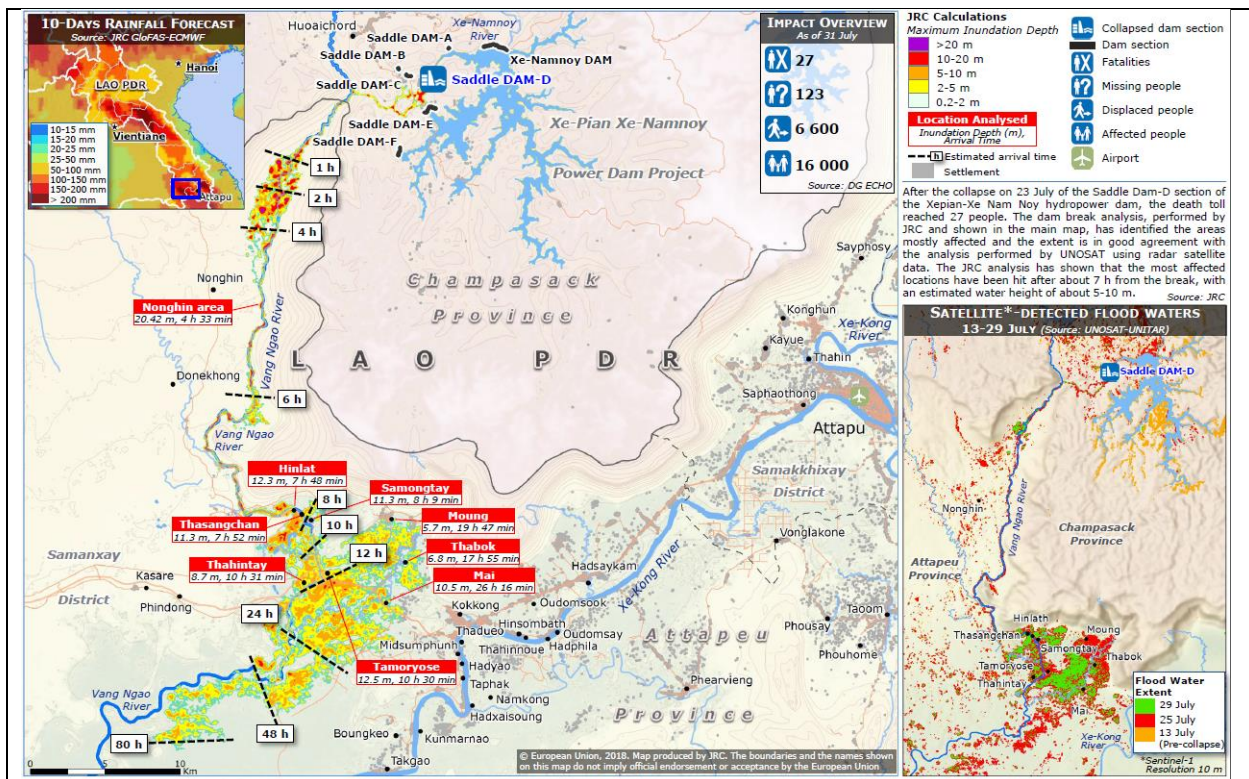 10-DAYS RAINFALL FORECAST
Source: JRC GloFAS-ECMWF
Hanoi
LAO PDR
Vientiane
Attapu
10-15 mm
15-20 mm
20-25 mm
25-50 mm
50-100 mm
100-150 mm
150-200 mm
> 200 mm
Huoaichord
Xe-Namnoy
River
Saddle DAM-A
Saddle DAM-B
Xe-Namnoy DAM
Saddle DAM-C
Saddle DAM-D
Saddle DAM-E
Saddle DAM-F
Xe-Pian Xe-Namnoy
Power Dam Project
IMPACT OVERVIEW
As of 31 July
27
123
6 600
16 000
Source: DG ECHO
1 h
2 h
4 h
Nonghin
Nonghin area
20.42 m, 4 h 33 min
Vang Ngao River
Champasack
Province
LAO PDR
Donekhong
6 h
Vang Ngao
River
Sayphosy
Konghun
Xe-Kong
River
Kayue
Thahin
Saphaothong
Attapu
Samakkhixay
District
Hinlat
12.3 m, 7 h 48 min
8 h
Samongtay
11.3 m, 8 h 9 min
Thasangchan
11.3 m, 7 h 52 min
10 h
Moung
5.7 m, 19 h 47 min
12 h
Thabok
6.8 m, 17 h 55 min
Thahintay
8.7 m, 10 h 31 min
Mai
10.5 m, 26 h 16 min
Samanxay
District
Kasare
Phindong
24 h
Tamoryose
12.5 m, 10 h 30 min
Vonglakone
Hadsaykam
Xe-Kong River
Kokkong
Oudomsook
Hinsombath
Thadueo
Oudomsay
Thahinnoue
Hadphila
Midsumphunh
Hadyao
Taphak
Namkong
Hadxaisoung
Attapeu
Province
Phousay
Taoom
Phouhome
Phearvieng
Vang Ngao
River
48 h
80 h
Boungkeo
Kunmarnao
Takgao
0
5
10
Km
© European Union, 2018. Map produced by JRC. The boundaries and the names shown
on this map do not imply official endorsement or acceptance by the European Union
JRC Calculations
Maximum Inundation Depth
>20 m
10-20 m
5-10 m
2-5 m
0.2-2 m
Location Analysed
Inundation Depth (m),
Arrival Time
h Estimated arrival time
Settlement
Collapsed dam section
Dam section
Fatalities
Missing people
Displaced people
Affected people
Airport
After the collapse on 23 July of the Saddle Dam-D section of
the Xepian-Xe Nam Noy hydropower dam, the death toll
reached 27 people. The dam break analysis, performed by
JRC and shown in the main map, has identified the areas
mostly affected and the extent is in good agreement with
the analysis performed by UNOSAT using radar satellite
data. The JRC analysis has shown that the most affected
locations have been hit after about 7 h from the break, with
an estimated water height of about 5-10 m.
Source: JRC
SATELLITE*-DETECTED FLOOD WATERS
13-29 JULY (Source: UNOSAT-UNITAR)
Saddle DAM-D
Nonghin
Vang Ngao River
Champasack
Province
Attapeu
Province
Hinlath
Thasangchan
Moung
Samongtay
Thabok
Tamoryose
Thahintay
Mai
Xe-Kong
River
Flood Water
Extent
29 July
25 July
13 July
(Pre-collapse)
*Sentinel-1
Resolution 10 m